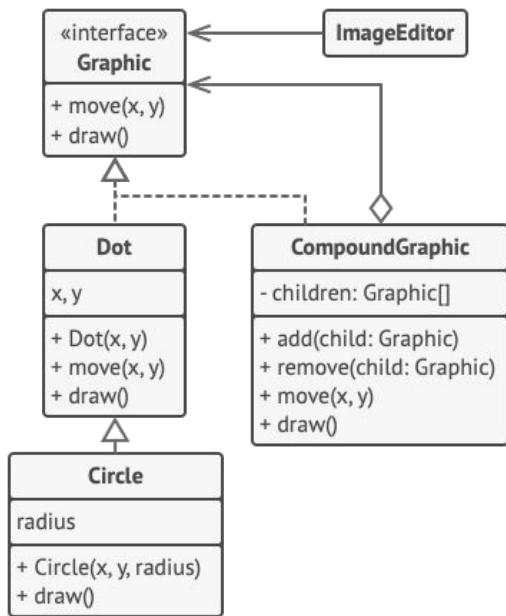 «interface»
Graphic
+ move(x, y)
+ draw()
ImageEditor
Dot
x, y
+ Dot(x, y)
+ move(x, y)
+ draw()
CompoundGraphic
- children: Graphic[]
+ add(child: Graphic)
+ remove(child: Graphic)
+ move(x, y)
+ draw()
Circle
radius
+ Circle(x, y, radius)
+ draw()